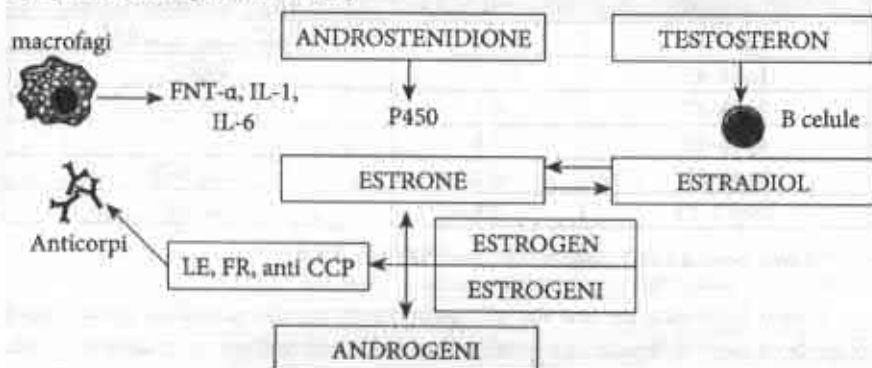 macrofagi
ANDROSTENIDIONE
TESTOSTERON
FNT-α, IL-1,
IL-6
P450
B celule
ESTRONE
ESTRADIOL
Anticorpi
LE, FR, anti CCP
ESTROGEN
ESTROGENI
ANDROGENI